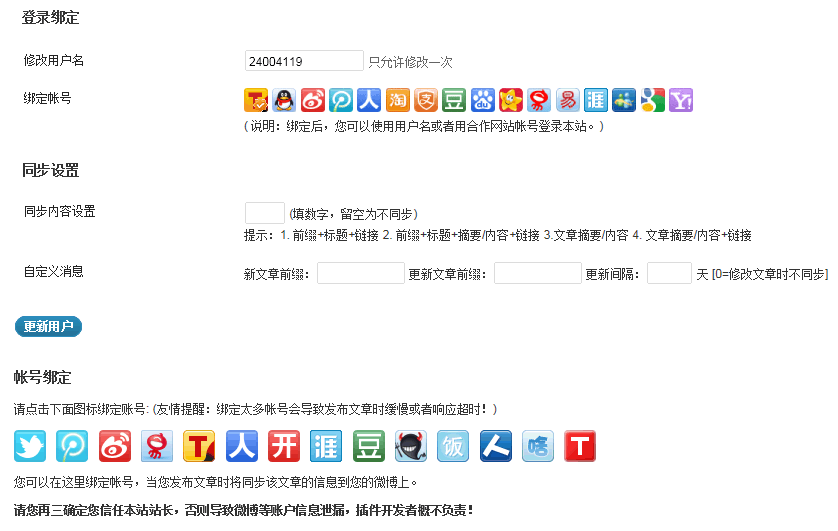 登录绑定
修改用户名 24004119 只允许修改一次
绑定帐号
T 人 淘 支 豆 易 涯 Y!
( 说明：绑定后，您可以使用用户名或者用合作网站帐号登录本站。)
同步设置
同步内容设置 (填数字，留空为不同步)
提示：1. 前缀+标题+链接 2. 前缀+标题+摘要/内容+链接 3.文章摘要/内容 4. 文章摘要/内容+链接
自定义消息 新文章前缀： 更新文章前缀： 更新间隔： 天 [0=修改文章时不同步]
更新用户
帐号绑定
请点击下面图标绑定账号: (友情提醒：绑定太多帐号会导致发布文章时缓慢或者响应超时！)
T 人 开 涯 豆 饭 人 啥 T
您可以在这里绑定帐号，当您发布文章时将同步该文章的信息到您的微博上。
请您再三确定您信任本站站长，否则导致微博等账户信息泄漏，插件开发者概不负责！